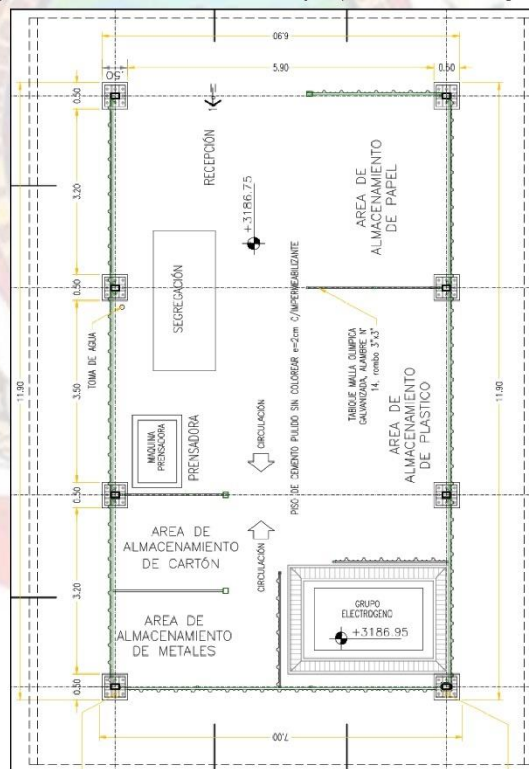 6.90
.50
5.90
0.50
0.50
11.90
3.20
RECEPCIÓN
+3186.75
AREA DE
ALMACENAMIENTO
DE PAPEL
SEGREGACIÓN
0.50
TOMA DE AGUA
PISO DE CEMENTO PULIDO SIN COLOREAR e=2cm C/IMPERMEABILIZANTE
TABIQUE MALLA OLIMPICA
GALVANIZADA, ALAMBRE N°
14, rombo 3"x3"
3.50
11.90
MAQUINA
PRENSADORA
PRENSADORA
CIRCULACIÓN
AREA DE
ALMACENAMIENTO
DE PLASTICO
0.50
AREA DE
ALMACENAMIENTO
DE CARTÓN
CIRCULACIÓN
3.20
AREA DE
ALMACENAMIENTO
DE METALES
GRUPO
ELECTROGENO
+3186.95
0.50
7.00